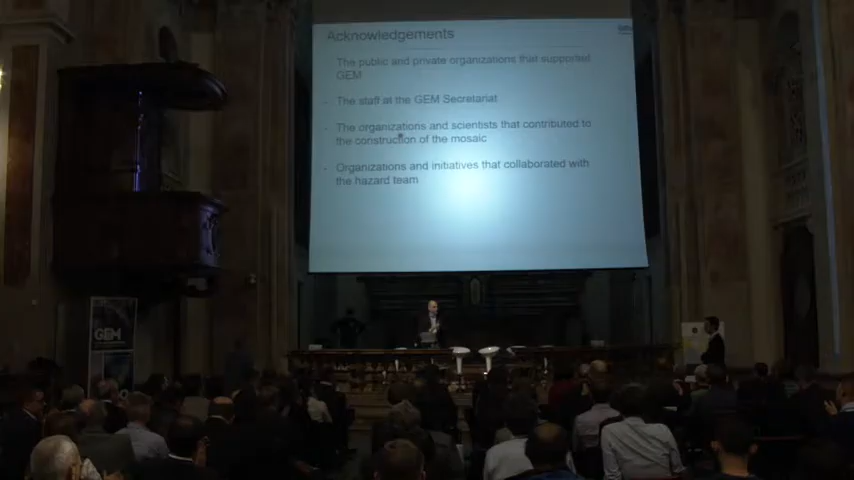 Acknowledgements
The public and private organizations that supported
GEM
- The staff at the GEM Secretariat
- The organizations and scientists that contributed to
the construction of the mosaic
- Organizations and initiatives that collaborated with
the hazard team
GEM